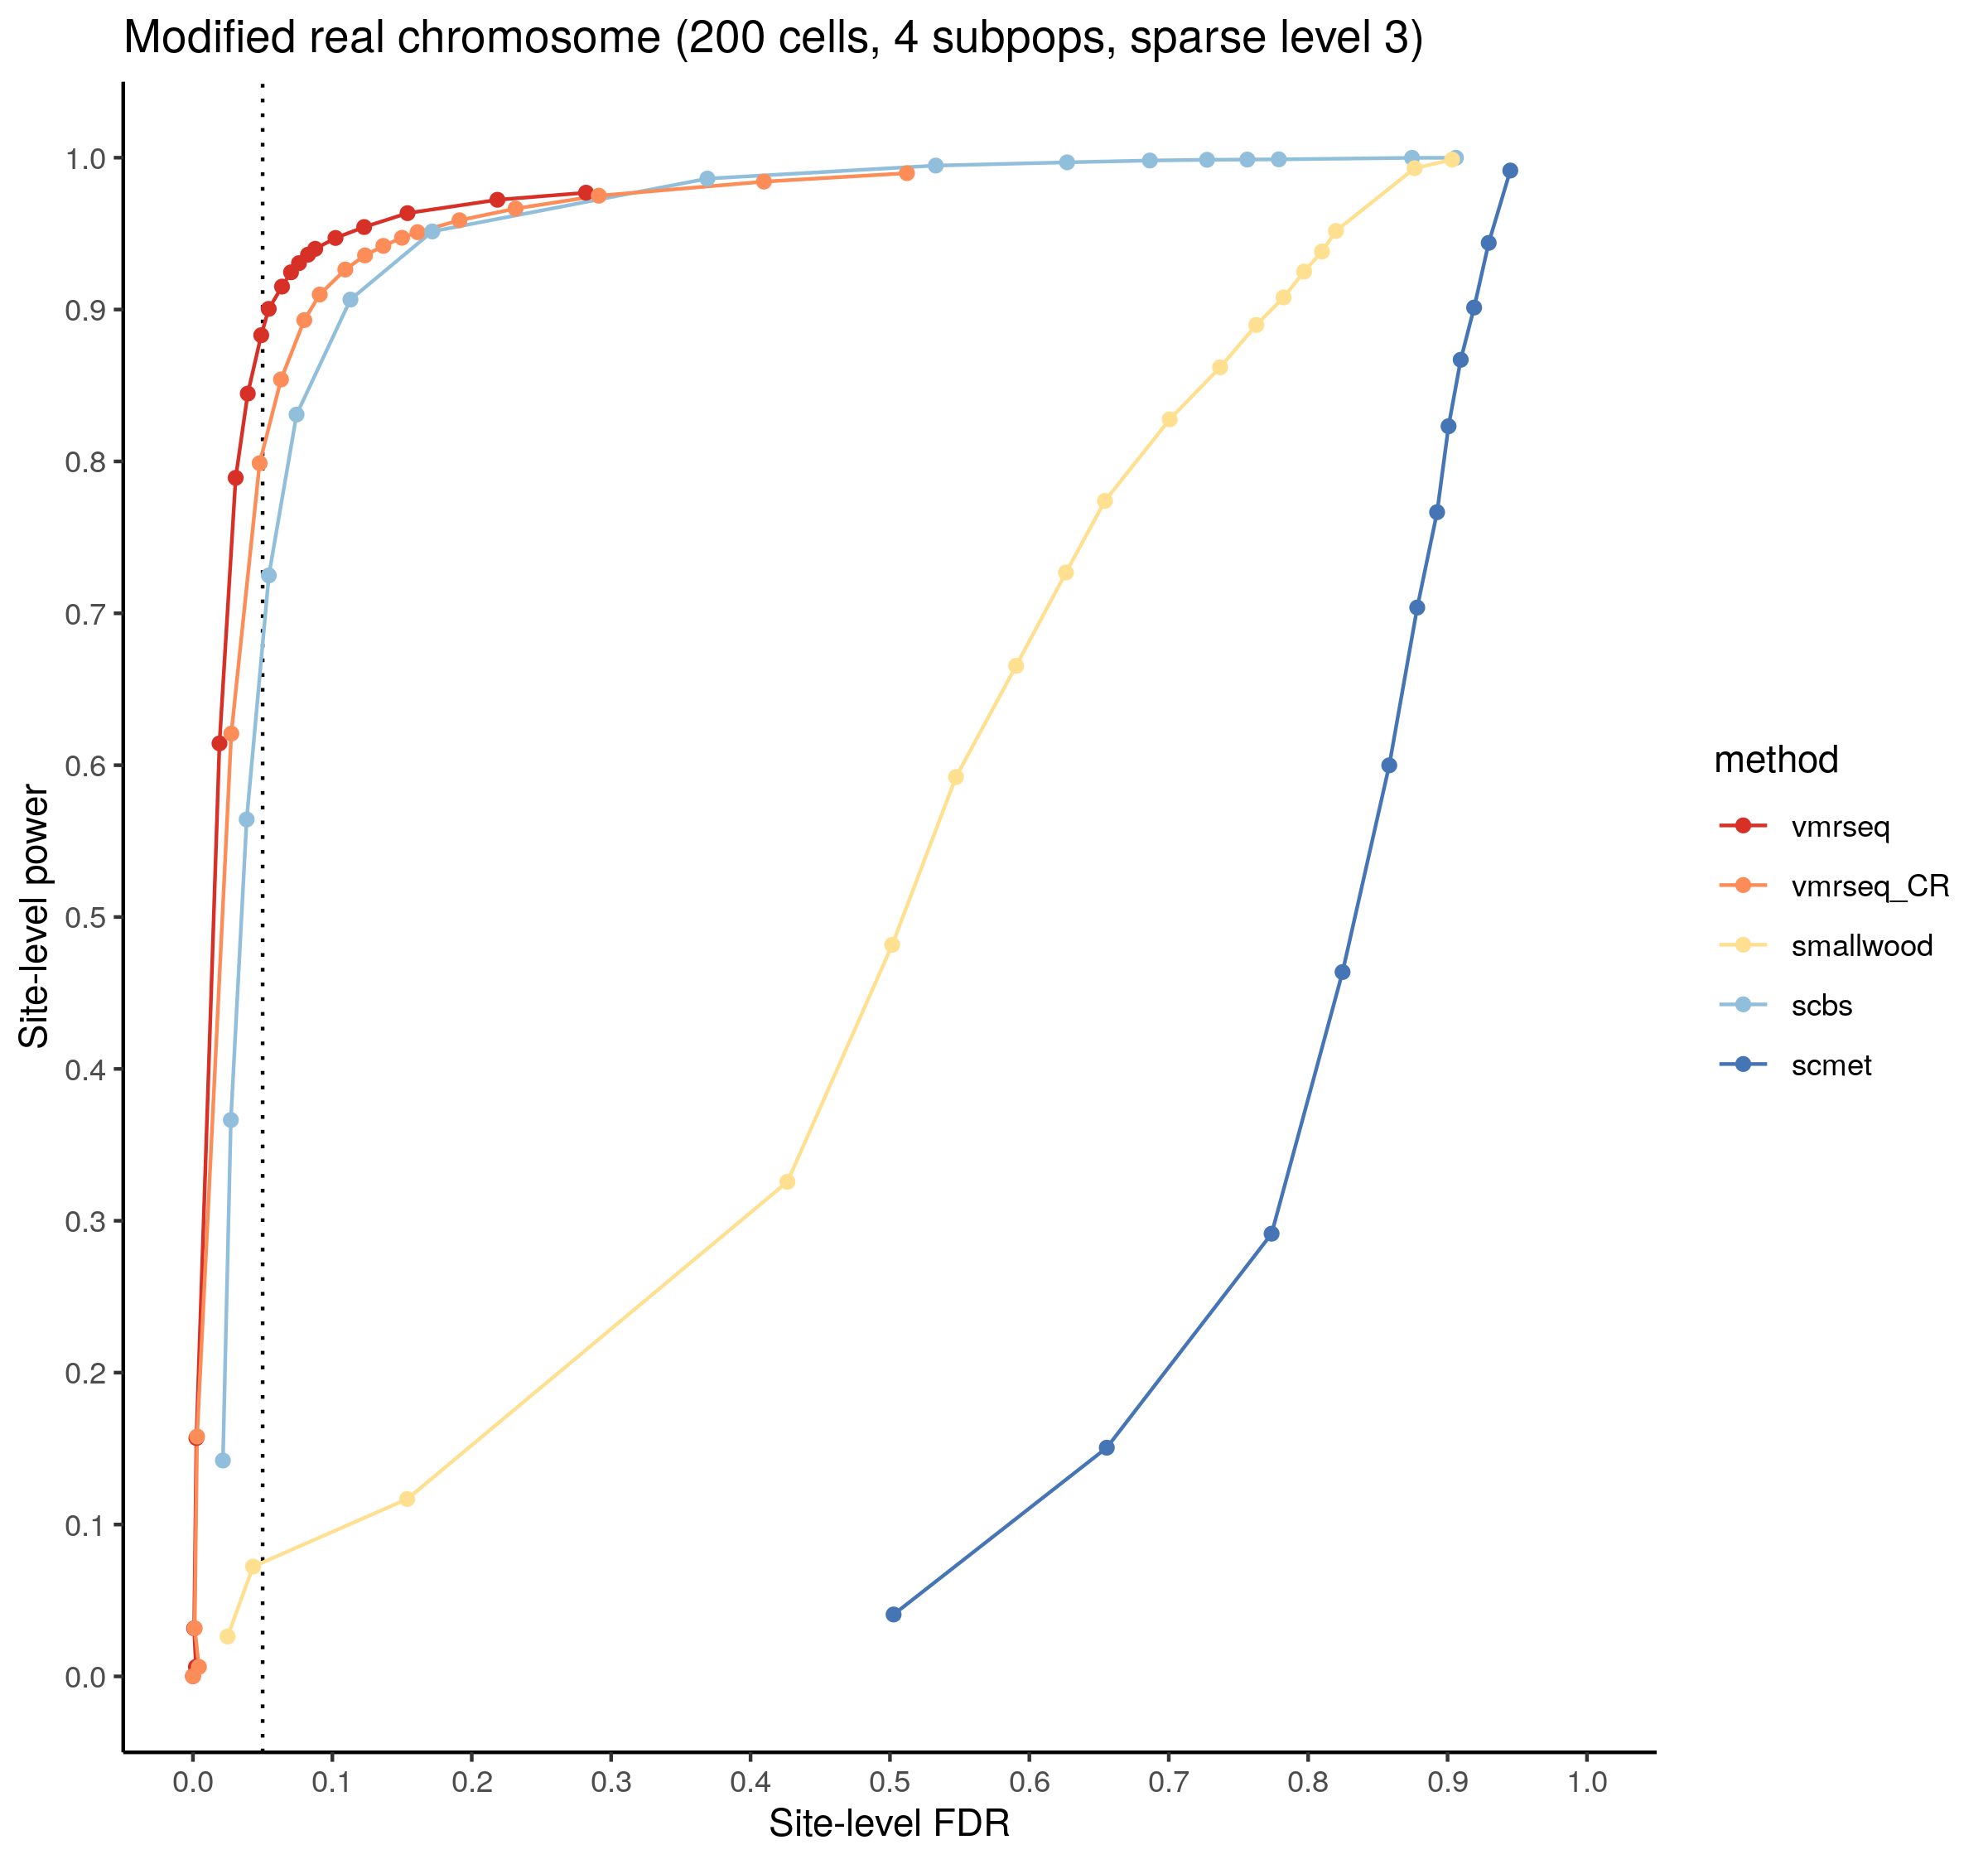 Modified real chromosome (200 cells, 4 subpops, sparse level 3)
Site-level power
1.0
0.9
0.8
0.7
0.6
0.5
0.4
0.3
0.2
0.1
0.0
0.0 0.1 0.2 0.3 0.4 0.5 0.6 0.7 0.8 0.9 1.0
Site-level FDR
method
vmrseq
vmrseq_CR
smallwood
scbs
scmet